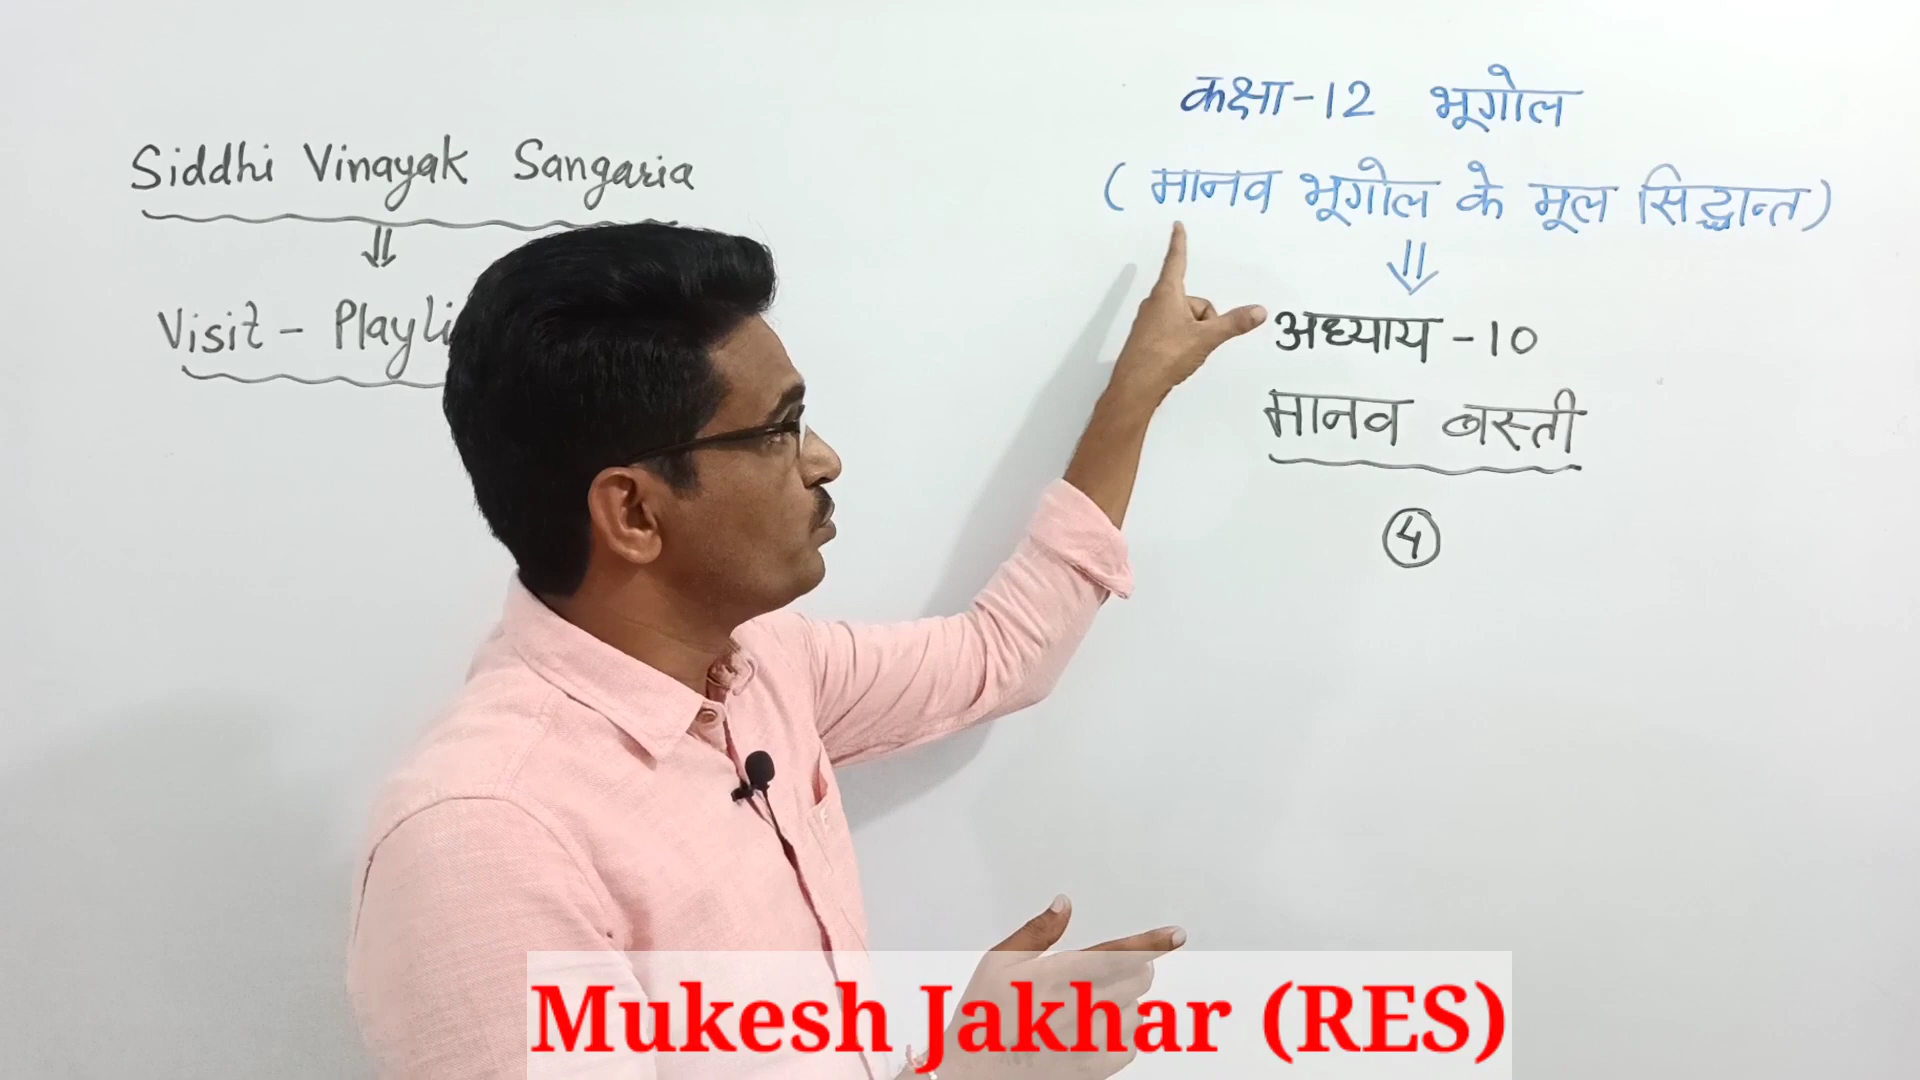 Siddhi Vinayak Sangaria
⇓
Visit - Playli
कक्षा-12 भूगोल
(मानव भूगोल के मूल सिद्धान्त)
⇓
अध्याय -10
मानव बस्ती
4
Mukesh Jakhar (RES)